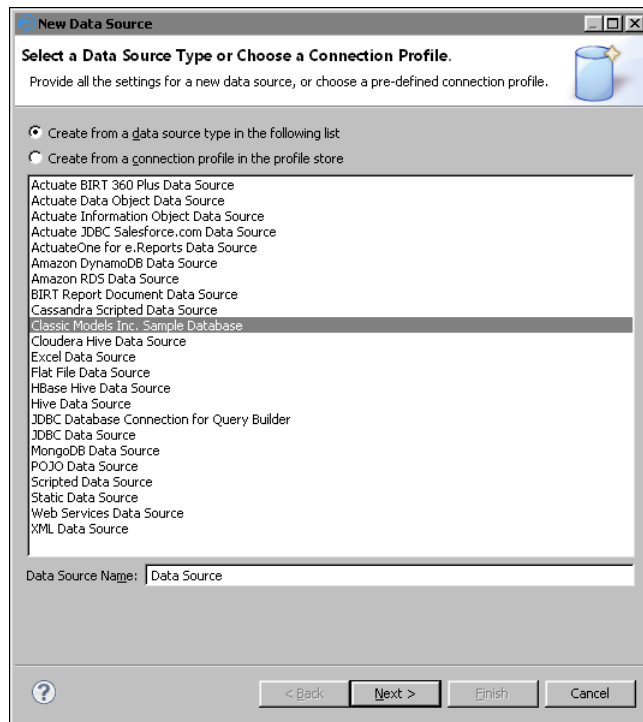 New Data Source
Select a Data Source Type or Choose a Connection Profile.
Provide all the settings for a new data source, or choose a pre-defined connection profile.
Create from a data source type in the following list
Create from a connection profile in the profile store
Actuate BIRT 360 Plus Data Source
Actuate Data Object Data Source
Actuate Information Object Data Source
Actuate JDBC Salesforce.com Data Source
ActuateOne for e.Reports Data Source
Amazon DynamoDB Data Source
Amazon RDS Data Source
BIRT Report Document Data Source
Cassandra Scripted Data Source
Classic Models Inc. Sample Database
Cloudera Hive Data Source
Excel Data Source
Flat File Data Source
HBase Hive Data Source
Hive Data Source
JDBC Database Connection for Query Builder
JDBC Data Source
MongoDB Data Source
POJO Data Source
Scripted Data Source
Static Data Source
Web Services Data Source
XML Data Source
Data Source Name: Data Source
? < Back Next > Finish Cancel